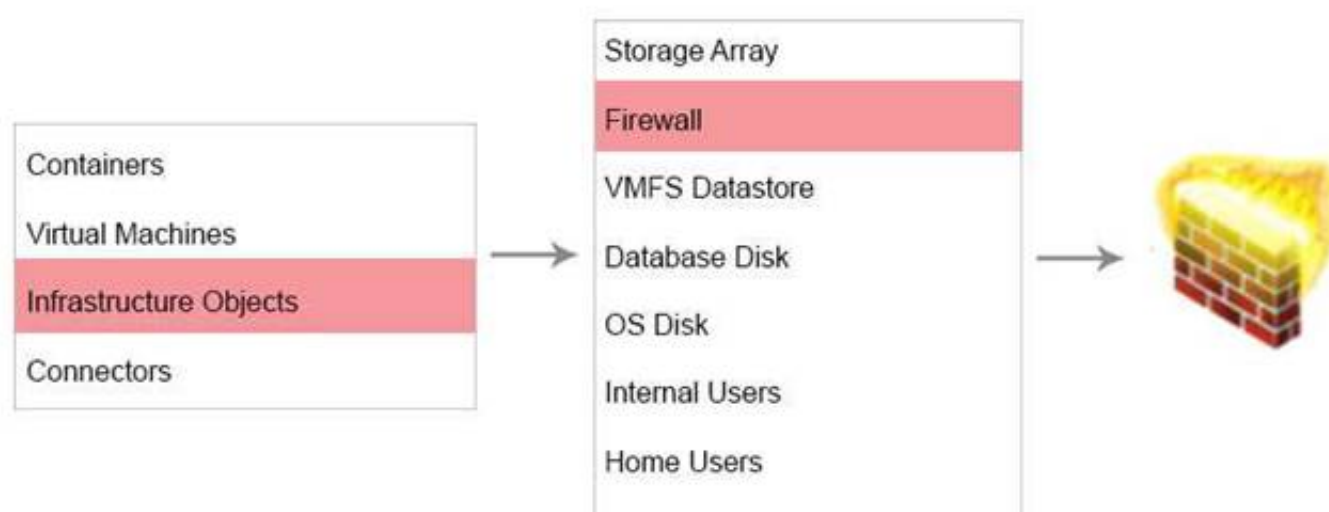 Containers
Virtual Machines
Infrastructure Objects
Connectors
Storage Array
Firewall
VMFS Datastore
Database Disk
OS Disk
Internal Users
Home Users